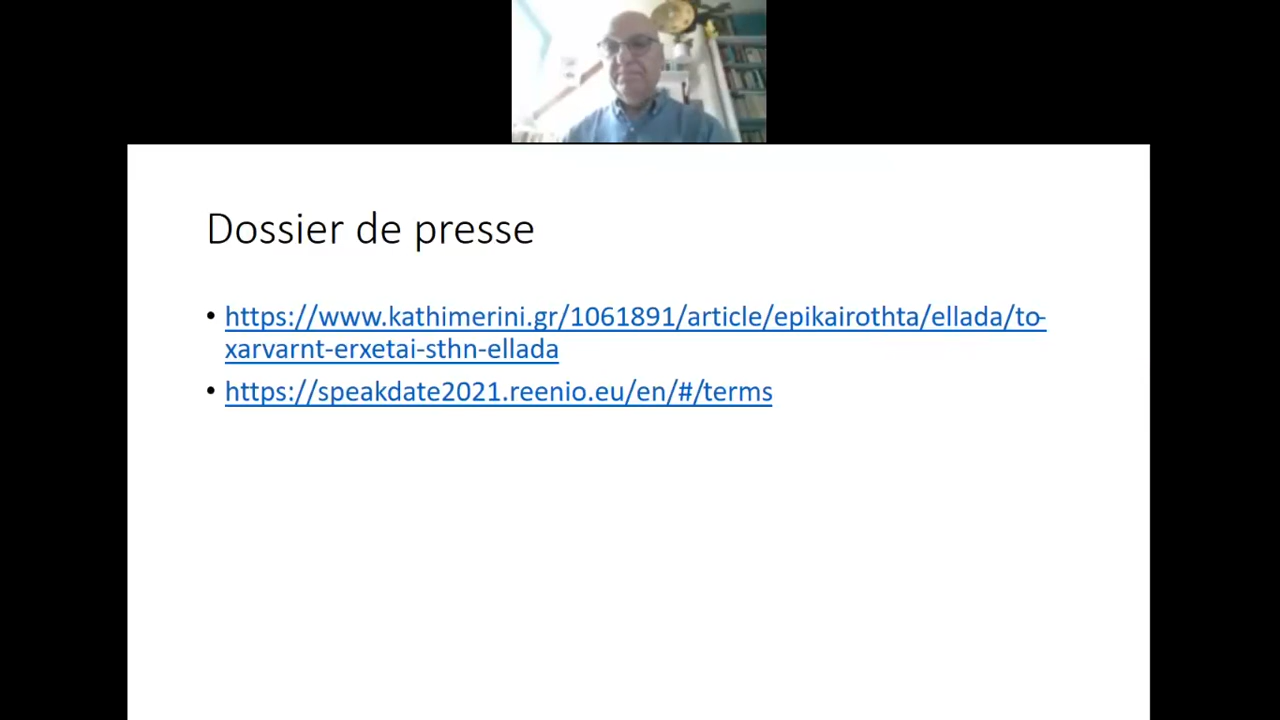 Dossier de presse
• https://www.kathimerini.gr/1061891/article/epikairothta/ellada/to-
xarvarnt-erxetai-sthn-ellada
• https://speakdate2021.reenio.eu/en/#/terms